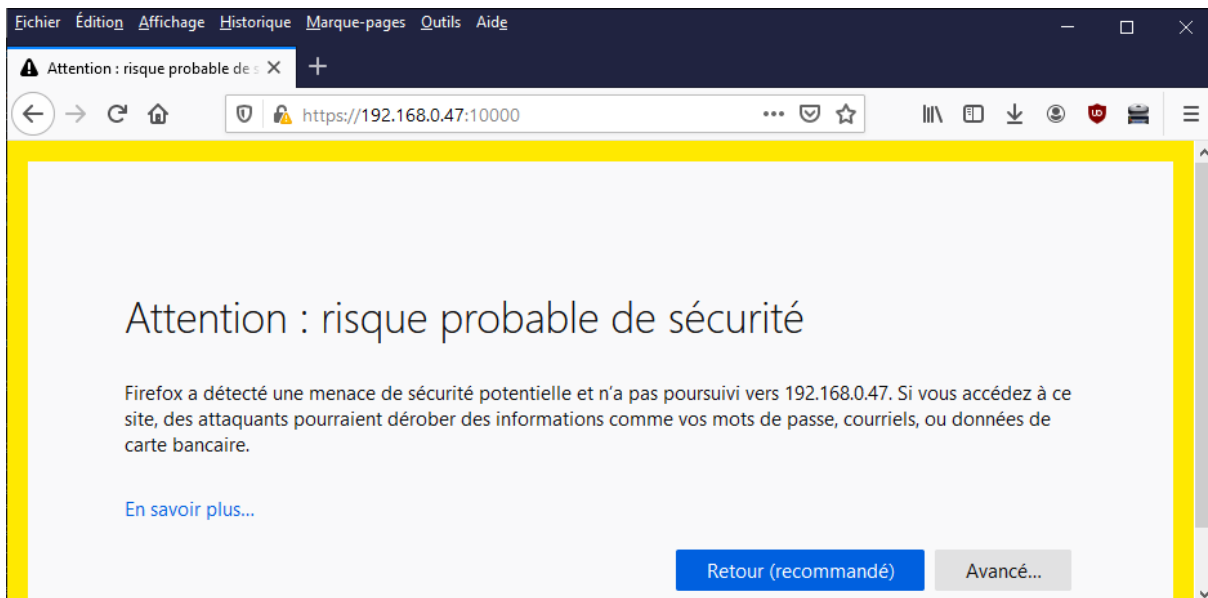 Fichier Édition Affichage Historique Marque-pages Outils Aide
Attention : risque probable de s
https://192.168.0.47:10000
Attention : risque probable de sécurité
Firefox a détecté une menace de sécurité potentielle et n’a pas poursuivi vers 192.168.0.47. Si vous accédez à ce
site, des attaquants pourraient dérober des informations comme vos mots de passe, courriels, ou données de
carte bancaire.
En savoir plus…
Retour (recommandé) Avancé…